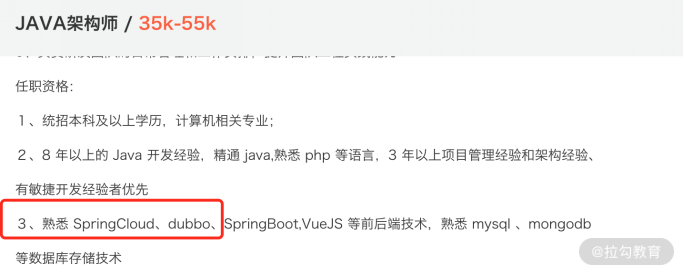 JAVA架构师 / 35k-55k
任职资格：
1、统招本科及以上学历，计算机相关专业；
2、8 年以上的 Java 开发经验，精通 java,熟悉 php 等语言，3 年以上项目管理经验和架构经验、
有敏捷开发经验者优先
3、熟悉 SpringCloud、dubbo、SpringBoot,VueJS 等前后端技术，熟悉 mysql 、mongodb
等数据库存储技术
@拉勾教育